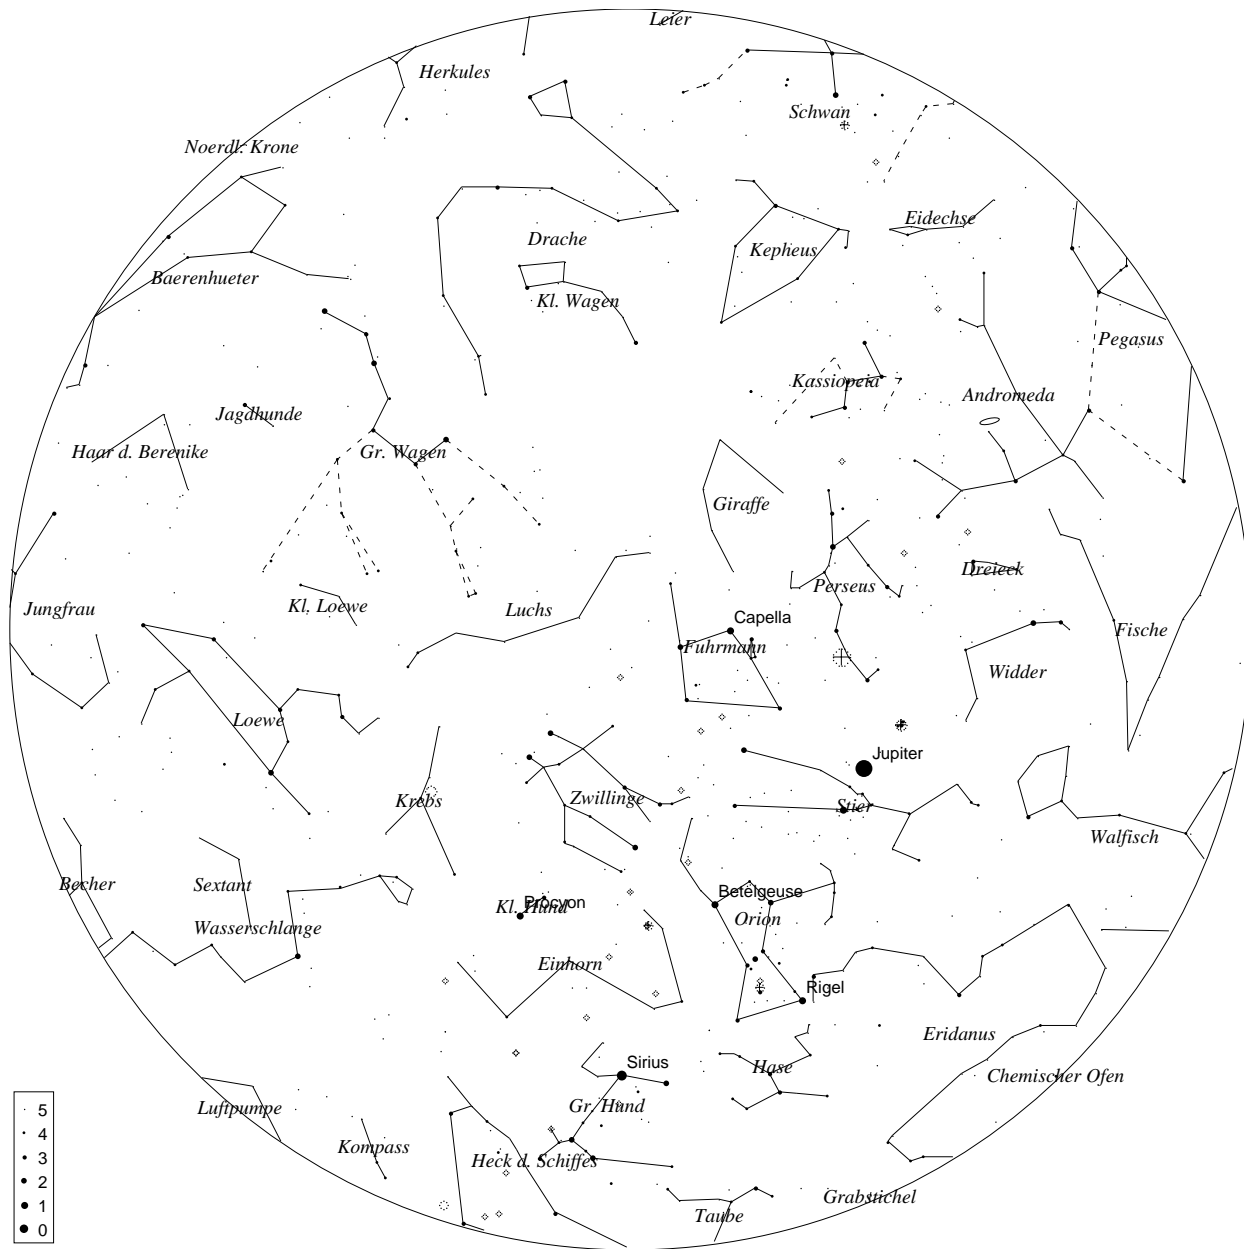 Leier
Herkules
Schwan
Noerdl. Krone
Eidechse
Drache
Kepheus
Baerenhueter
Kl. Wagen
Pegasus
Kassiopeia
Andromeda
Jagdhunde
Haar d. Berenike
Gr. Wagen
Giraffe
Dreieck
Perseus
Jungfrau
Kl. Loewe
Luchs
Capella
Fuhrmann
Fische
Widder
Loewe
Jupiter
Krebs
Zwillinge
Stier
Walfisch
Becher
Sextant
Betelgeuse
Procyon
Kl. Hund
Orion
Wasserschlange
Einhorn
Rigel
Eridanus
Sirius
Hase
Chemischer Ofen
Luftpumpe
Gr. Hund
Kompass
Heck d. Schiffes
Grabstichel
Taube
5
4
3
2
1
0